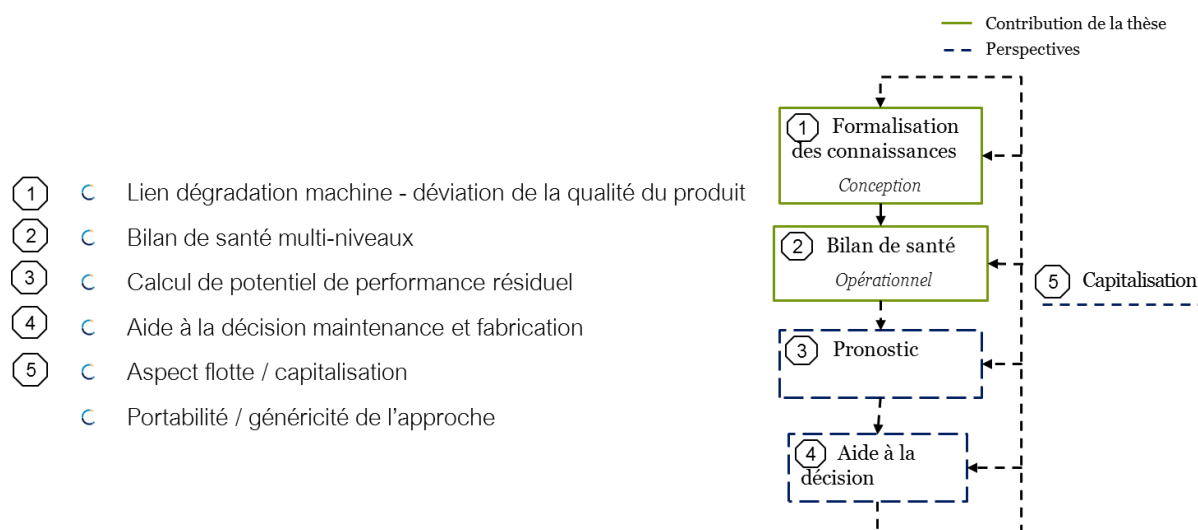 Contribution de la thèse
Perspectives
1 Lien dégradation machine - déviation de la qualité du produit
2 Bilan de santé multi-niveaux
3 Calcul de potentiel de performance résiduel
4 Aide à la décision maintenance et fabrication
5 Aspect flotte / capitalisation
Portabilité / généricité de l'approche
1 Formalisation
des connaissances
Conception
2 Bilan de santé
Opérationnel
3 Pronostic
4 Aide à la
décision
5 Capitalisation